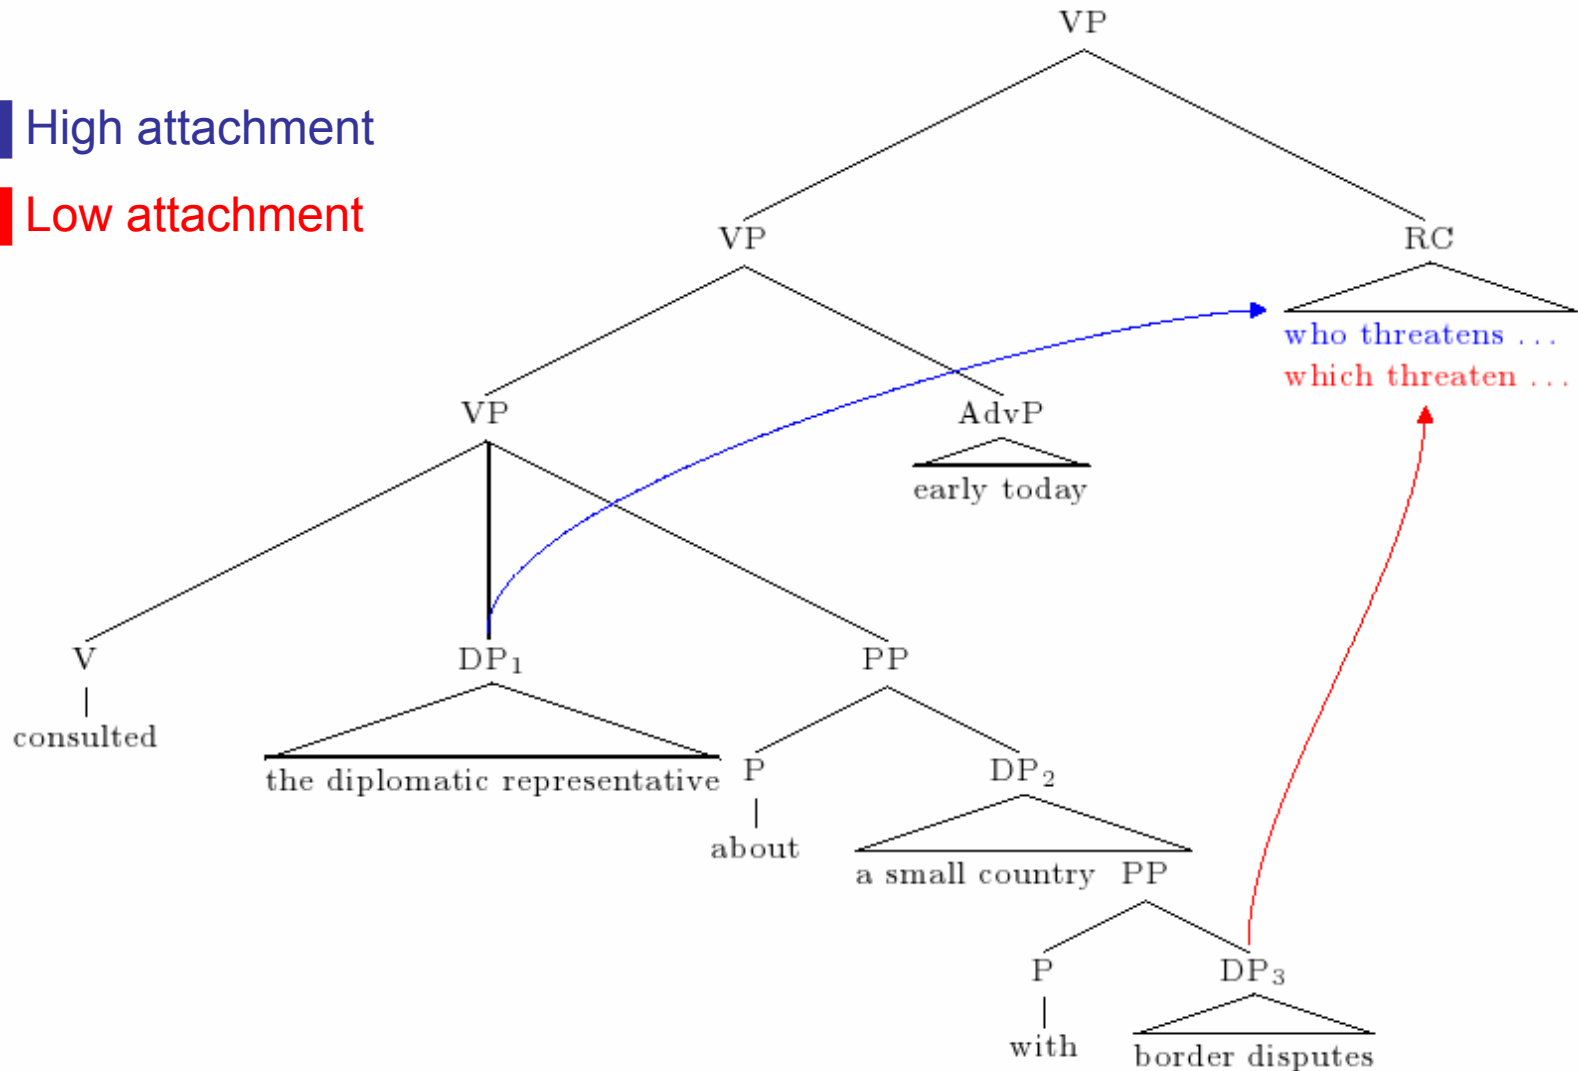 VP
High attachment
Low attachment
VP
RC
who threatens ...
which threaten ...
VP
AdvP
early today
V
DP₁
PP
consulted
the diplomatic representative
P
DP₂
about
a small country PP
P
DP₃
with
border disputes